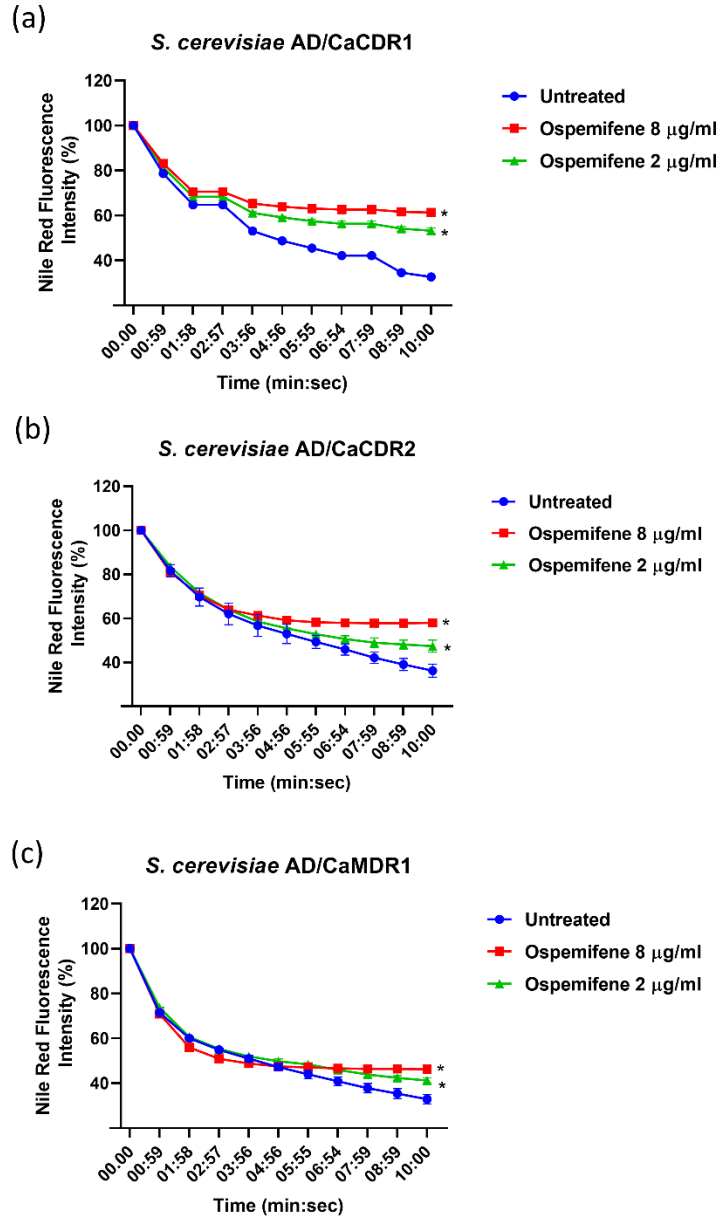 (a)
S. cerevisiae AD/CaCDR1
120
100
80
60
40
Nile Red Fluorescence
Intensity (%)
00.00
00:59
01:58
02:57
03:56
04:56
05:55
06:54
07:59
08:59
10:00
Time (min:sec)
Untreated
Ospemifene 8 μg/ml
Ospemifene 2 μg/ml
*
*
(b)
S. cerevisiae AD/CaCDR2
120
100
80
60
40
Nile Red Fluorescence
Intensity (%)
00.00
00:59
01:58
02:57
03:56
04:56
05:55
06:54
07:59
08:59
10:00
Time (min:sec)
Untreated
Ospemifene 8 μg/ml
Ospemifene 2 μg/ml
*
*
(c)
S. cerevisiae AD/CaMDR1
120
100
80
60
40
Nile Red Fluorescence
Intensity (%)
00.00
00:59
01:58
02:57
03:56
04:56
05:55
06:54
07:59
08:59
10:00
Time (min:sec)
Untreated
Ospemifene 8 μg/ml
Ospemifene 2 μg/ml
*
*